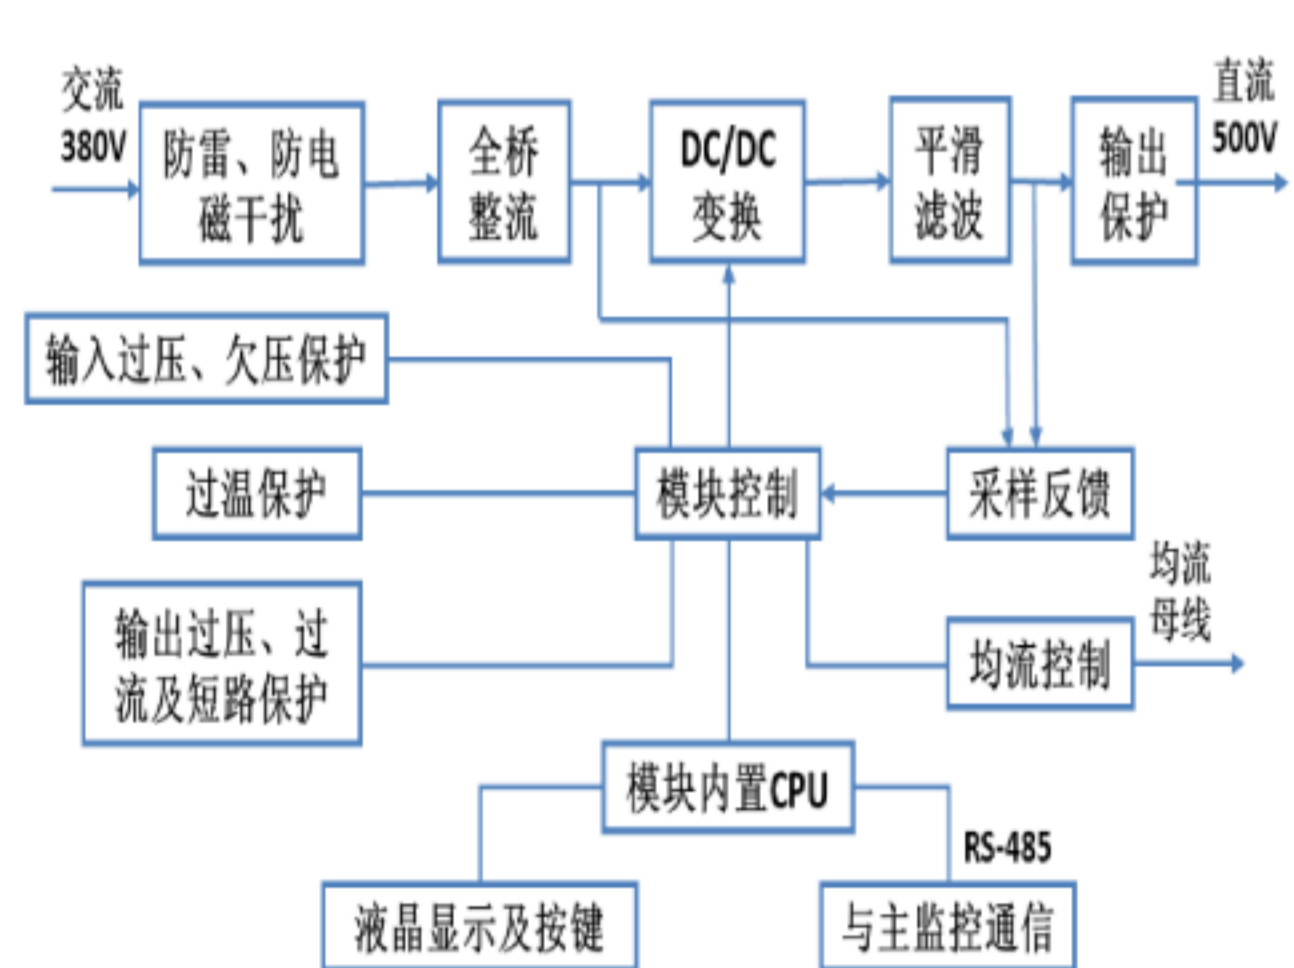 交流
380V
防雷、防电
磁干扰
全桥
整流
DC/DC
变换
平滑
滤波
输出
保护
直流
500V
输入过压、欠压保护
过温保护
模块控制
采样反馈
输出过压、过
流及短路保护
均流
母线
均流控制
模块内置CPU
RS-485
液晶显示及按键
与主监控通信